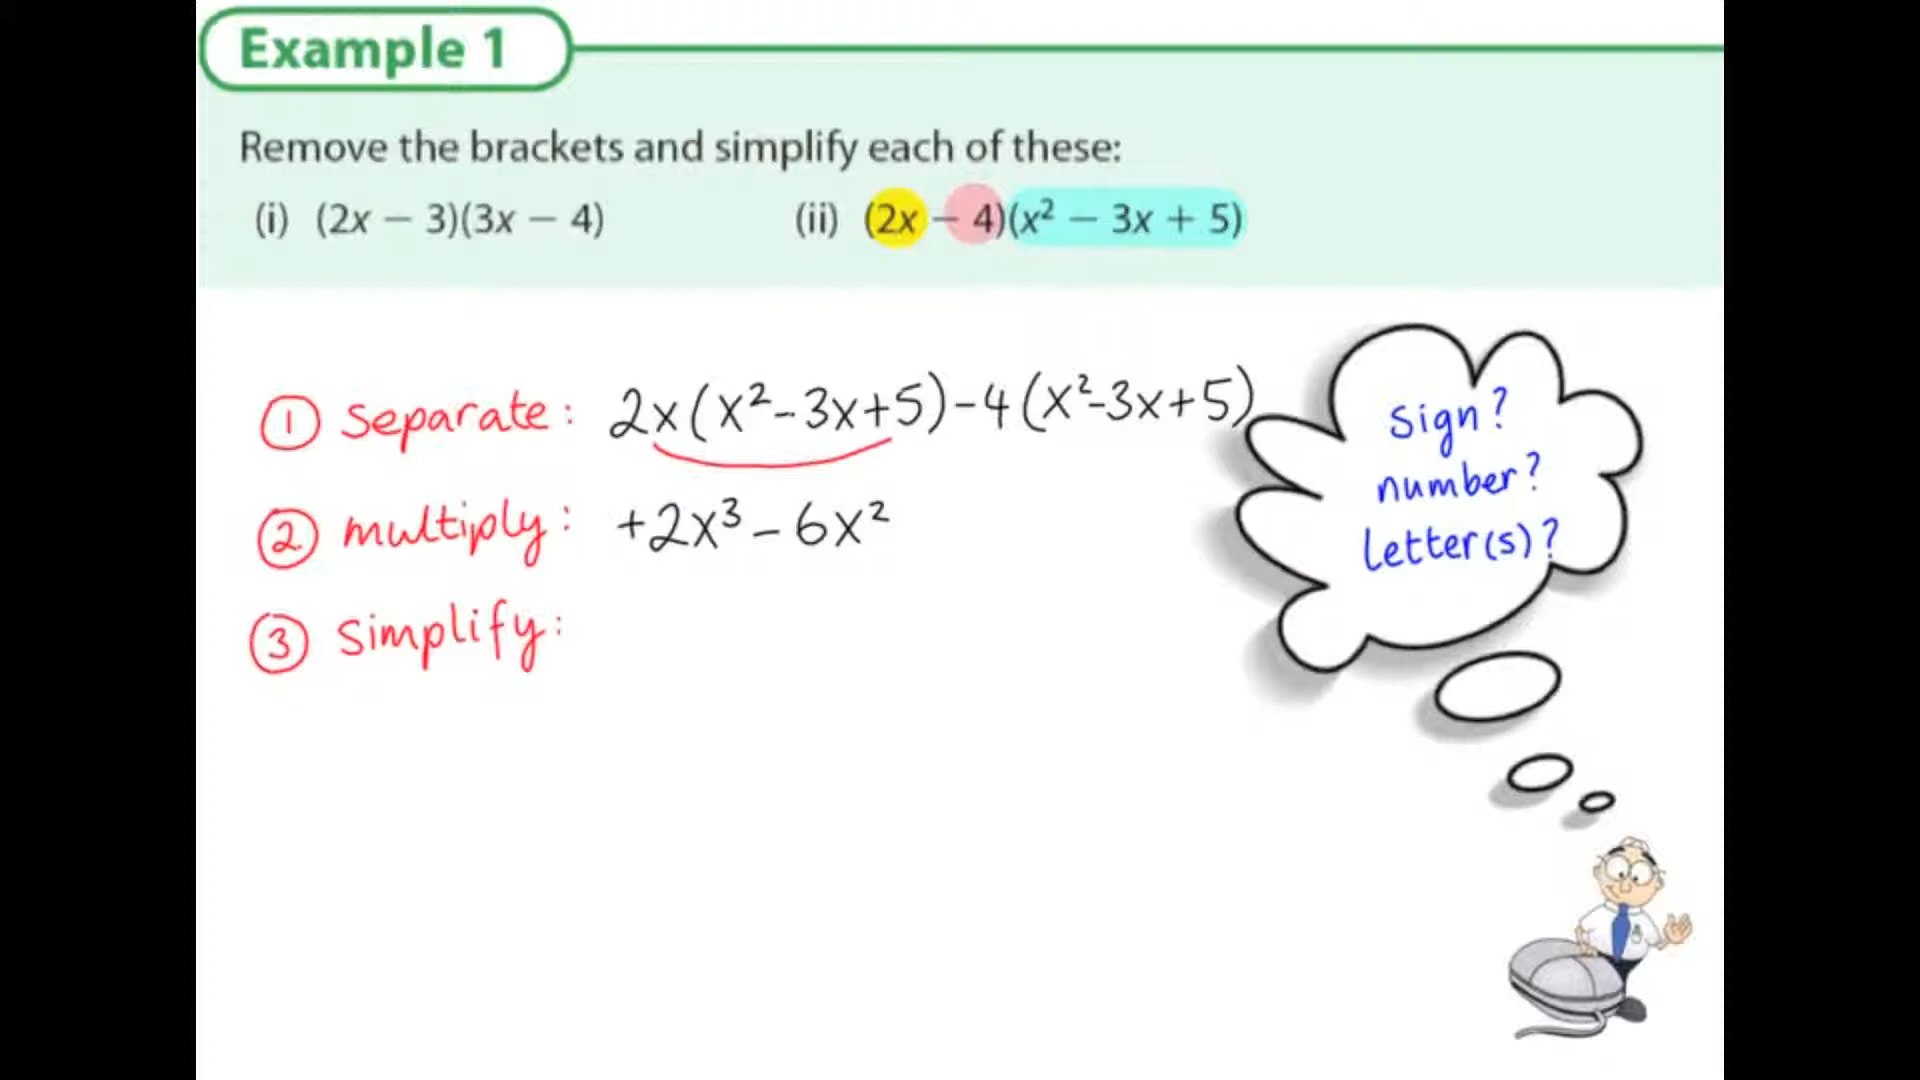 Example 1
Remove the brackets and simplify each of these:
(i) (2x − 3)(3x − 4) (ii) (2x − 4)(x² − 3x + 5)
① separate: 2x(x²-3x+5)-4(x²-3x+5)
② multiply: +2x³-6x²
③ simplify:
sign?
number?
letter(s)?